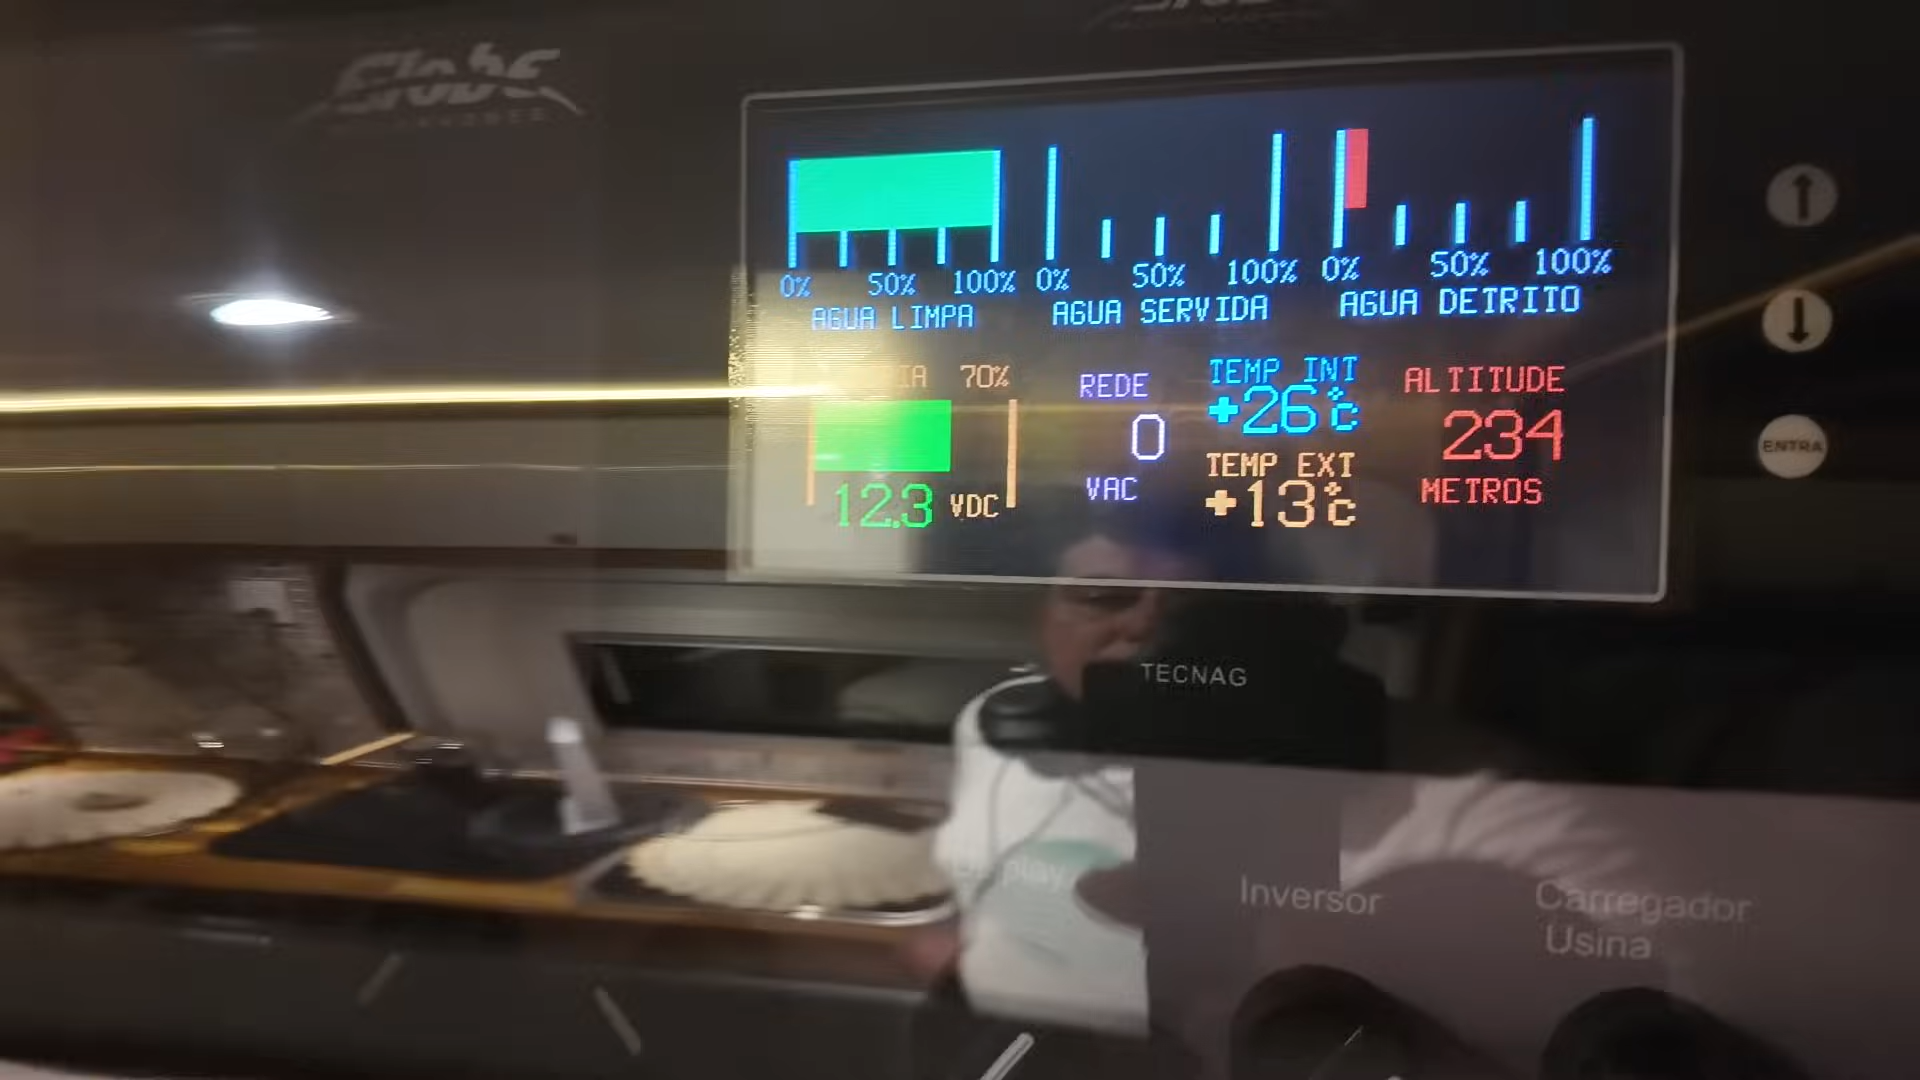 0% 50% 100%
AGUA LIMPA
0% 50% 100%
AGUA SERVIDA
0% 50% 100%
AGUA DETRITO
70%
12.3 VDC
REDE
0
VAC
TEMP INT
+26°C
TEMP EXT
+13°C
ALTITUDE
234
METROS
ENTRA
TECNAG
Inversor
Carregador
Usina